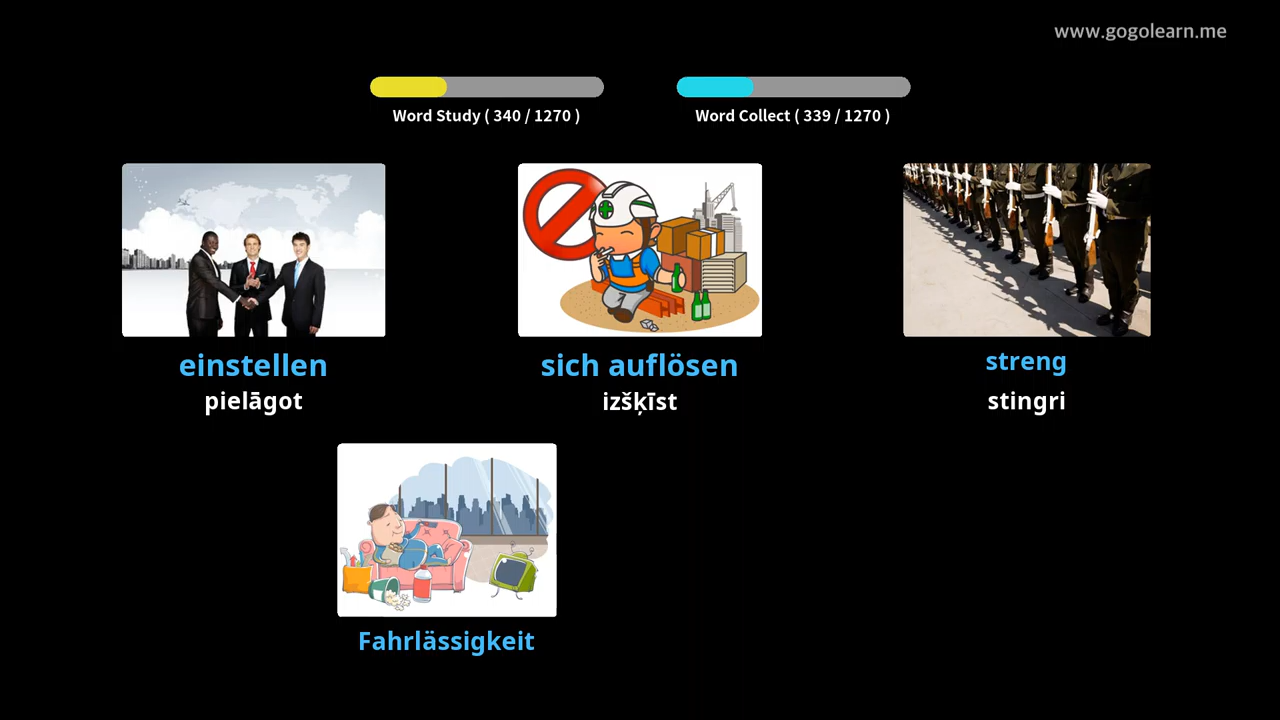 www.gogolearn.me
Word Study ( 340 / 1270 )
Word Collect ( 339 / 1270 )
einstellen
pielāgot
sich auflösen
izšķīst
streng
stingri
Fahrlässigkeit